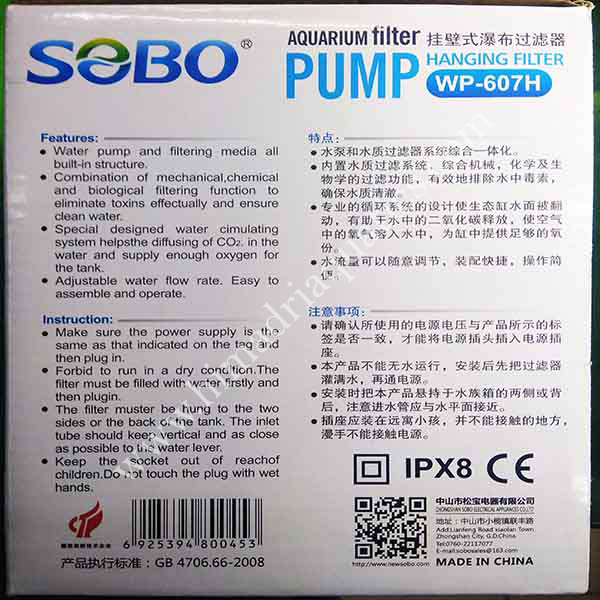 SOBO®
AQUARIUM filter 挂壁式瀑布过滤器
PUMP HANGING FILTER
WP-607H
Features:
• Water pump and filtering media all
built-in structure.
• Combination of mechanical,chemical
and biological filtering function to
eliminate toxins effectually and ensure
clean water.
• Special designed water cimulating
system helpsthe diffusing of CO2. in the
water and supply enough oxygen for
the tank.
• Adjustable water flow rate. Easy to
assemble and operate.
Instruction:
• Make sure the power supply is the
same as that indicated on the tag and
then plug in.
• Forbid to run in a dry condition.The
filter must be filled with water firstly and
then plugin.
• The filter muster be hung to the two
sides or the back of the tank. The inlet
tube should keep vertical and as close
as possible to the water lever.
• Keep the socket out of reachof
children.Do not touch the plug with wet
hands.
特点:
• 水泵和水质过滤器系统综合一体化。
• 内置水质过滤系统,综合机械,化学及生
物学的过滤功能,有效地排除水中毒素,
确保水质清澈。
• 专业的循环系统的设计使生态缸水面被翻
动,有助于水中的二氧化碳释放,使空气
中的氧气溶入水中,为缸中提供足够的氧
份。
• 水流量可以随意调节,装配快捷,操作简
便。
注意事项:
• 请确认所使用的电源电压与产品所示的标
签是否一致,才能将电源插头插入电源插
座。
• 本产品不能无水运行,安装后先把过滤器
灌满水,再通电源。
• 安装时把本产品悬持于水族箱的两侧或背
后,注意进水管应与水平面接近。
• 插座应装在远寓小孩,并不能接触的地方,
漫手不能接触电源。
IPX8 CE
6 925394 800453
产品执行标准: GB 4706.66-2008
中山市松宝电器有限公司
CHONGSHAN SOBO ELECTRICAL APPLIANCES CO.,LTD
地址:中山市小榄镇联丰路
Add:Lianfeng Road xiaolan Town,
Zhongshan City, G.D.China
Tel:0760-22117077
E-mail:sobosales@163.com
http://www.newsobo.com
MADE IN CHINA